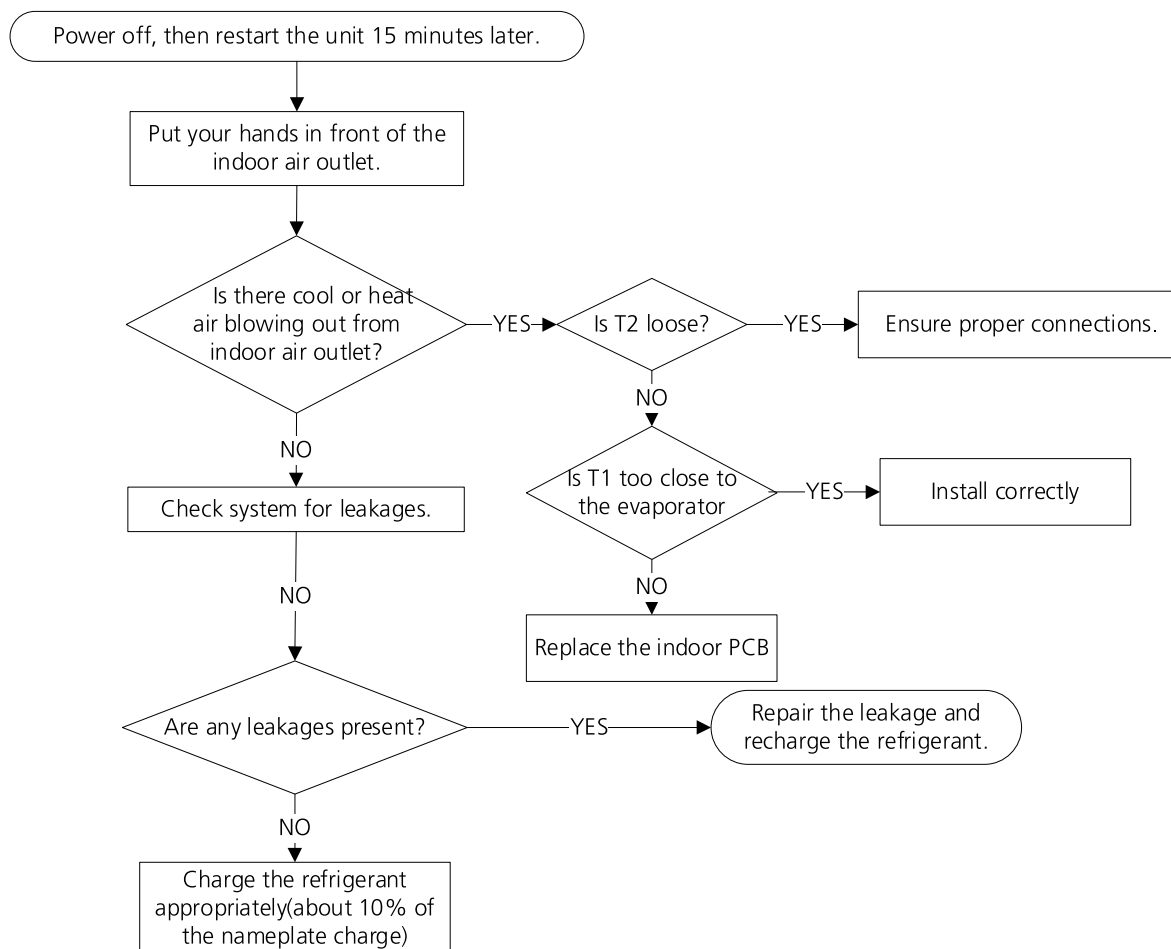 Power off, then restart the unit 15 minutes later.
Put your hands in front of the
indoor air outlet.
Is there cool or heat
air blowing out from
indoor air outlet?
YES
Is T2 loose?
YES
Ensure proper connections.
NO
NO
Is T1 too close to
the evaporator
YES
Install correctly
Check system for leakages.
NO
NO
Replace the indoor PCB
Are any leakages present?
YES
Repair the leakage and
recharge the refrigerant.
NO
Charge the refrigerant
appropriately(about 10% of
the nameplate charge)